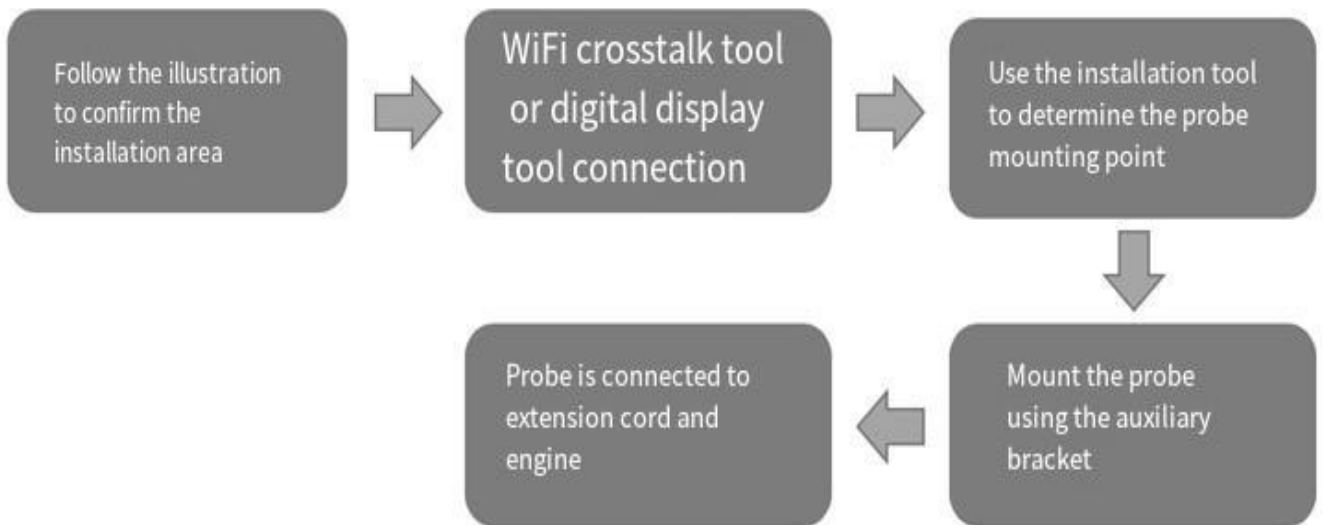 Follow the illustration
to confirm the
installation area
WiFi crosstalk tool
or digital display
tool connection
Use the installation tool
to determine the probe
mounting point
Mount the probe
using the auxiliary
bracket
Probe is connected to
extension cord and
engine